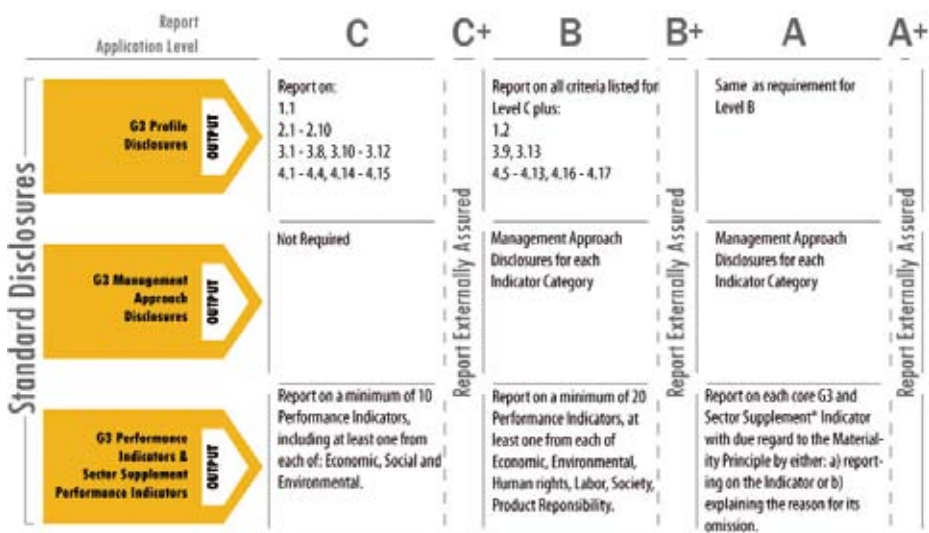 Report
Application Level
C
C+
B
B+
A
A+
Standard Disclosures
G3 Profile
Disclosures
OUTPUT
Report on:
1.1
2.1 - 2.10
3.1 - 3.8, 3.10 - 3.12
4.1 - 4.4, 4.14 - 4.15
Report on all criteria listed for
Level C plus:
1.2
3.9, 3.13
4.5 - 4.13, 4.16 - 4.17
Same as requirement for
Level B
G3 Management
Approach
Disclosures
OUTPUT
Not Required
Management Approach
Disclosures for each
Indicator Category
Management Approach
Disclosures for each
Indicator Category
G3 Performance
Indicators &
Sector Supplement
Performance Indicators
OUTPUT
Report on a minimum of 10
Performance Indicators,
including at least one from
each of: Economic, Social and
Environmental.
Report on a minimum of 20
Performance Indicators, at
least one from each of
Economic, Environmental,
Human rights, Labor, Society,
Product Reponsibility.
Report on each core G3 and
Sector Supplement* Indicator
with due regard to the Material-
ity Principle by either: a) report-
ing on the Indicator or b)
explaining the reason for its
omission.
Report Externally Assured
Report Externally Assured
Report Externally Assured